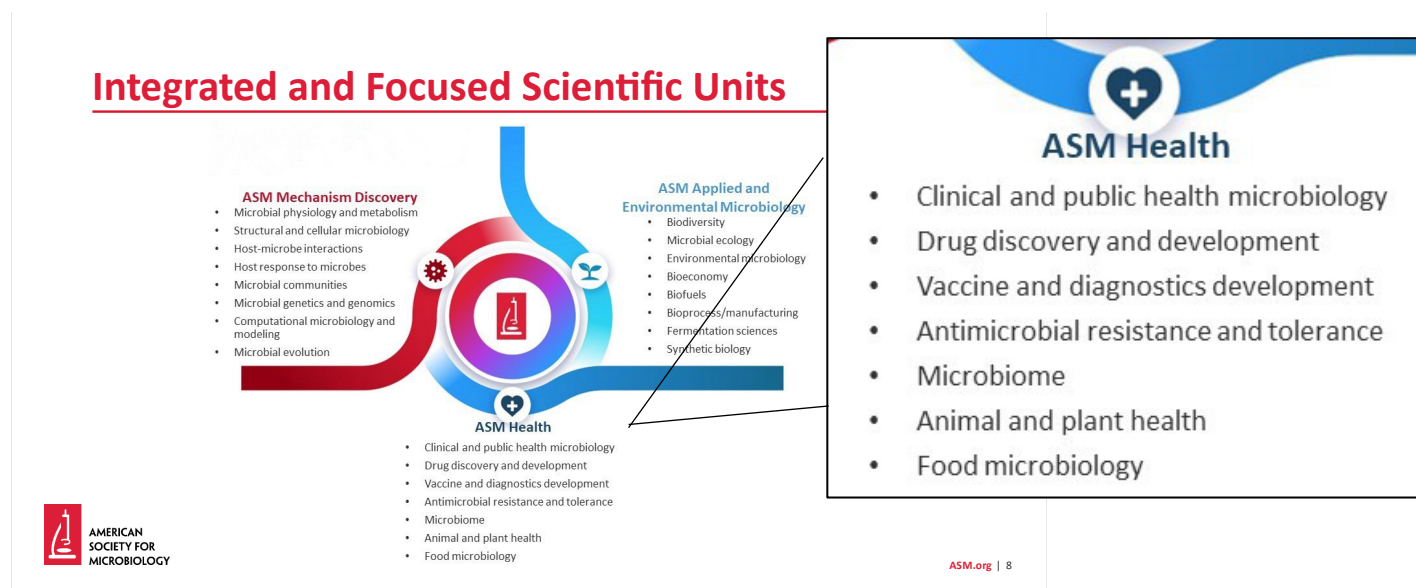 Integrated and Focused Scientific Units
ASM Mechanism Discovery
• Microbial physiology and metabolism
• Structural and cellular microbiology
• Host-microbe interactions
• Host response to microbes
• Microbial communities
• Microbial genetics and genomics
• Computational microbiology and
modeling
• Microbial evolution
ASM Applied and
Environmental Microbiology
• Biodiversity
• Microbial ecology
• Environmental microbiology
• Bioeconomy
• Biofuels
• Bioprocess/manufacturing
• Fermentation sciences
• Synthetic biology
ASM Health
• Clinical and public health microbiology
• Drug discovery and development
• Vaccine and diagnostics development
• Antimicrobial resistance and tolerance
• Microbiome
• Animal and plant health
• Food microbiology
ASM Health
• Clinical and public health microbiology
• Drug discovery and development
• Vaccine and diagnostics development
• Antimicrobial resistance and tolerance
• Microbiome
• Animal and plant health
• Food microbiology
AMERICAN
SOCIETY FOR
MICROBIOLOGY
ASM.org | 8